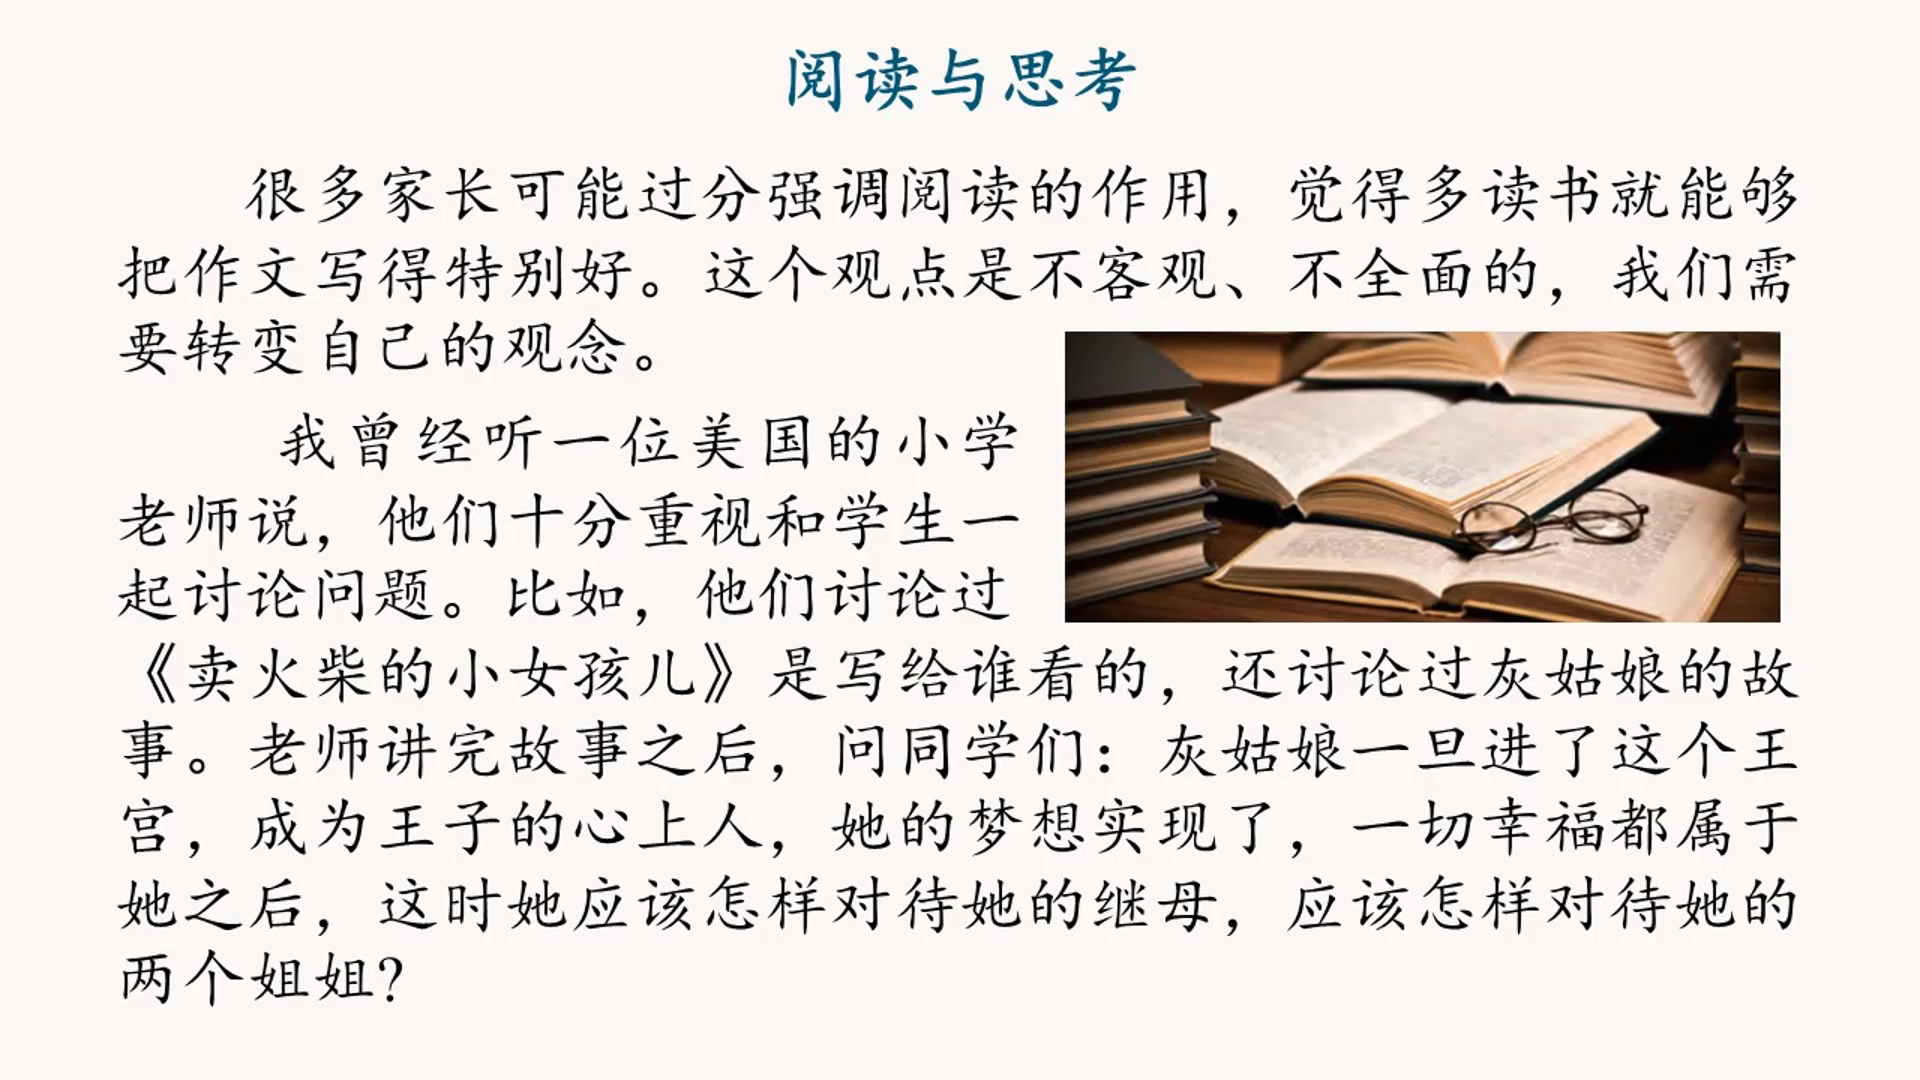 阅读与思考
很多家长可能过分强调阅读的作用，觉得多读书就能够
把作文写得特别好。这个观点是不客观、不全面的，我们需
要转变自己的观念。
我曾经听一位美国的小学
老师说，他们十分重视和学生一
起讨论问题。比如，他们讨论过
《卖火柴的小女孩儿》是写给谁看的，还讨论过灰姑娘的故
事。老师讲完故事之后，问同学们：灰姑娘一旦进了这个王
宫，成为王子的心上人，她的梦想实现了，一切幸福都属于
她之后，这时她应该怎样对待她的继母，应该怎样对待她的
两个姐姐？